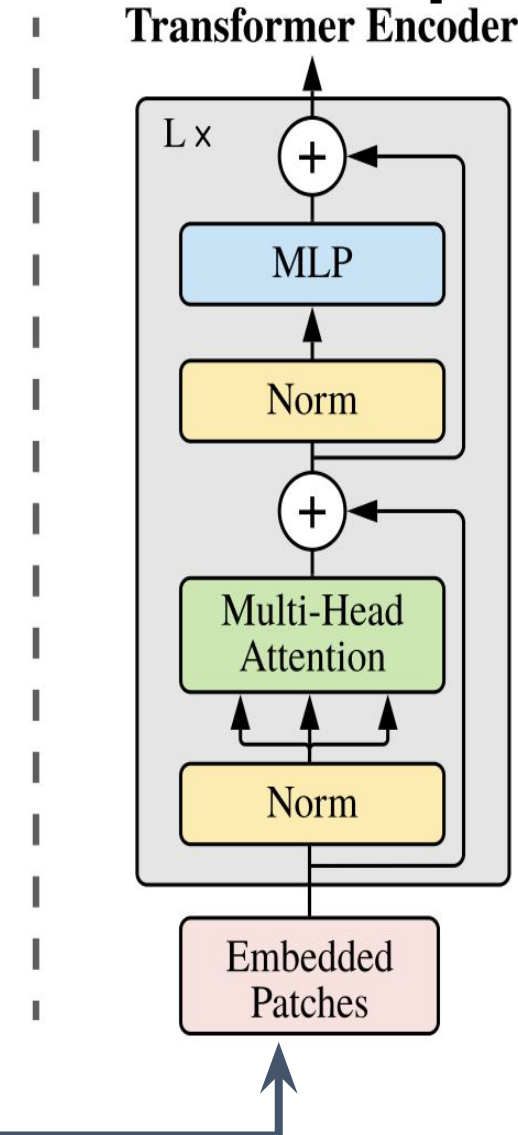 Transformer Encoder
L ×
+
MLP
Norm
+
Multi-Head
Attention
Norm
Embedded
Patches